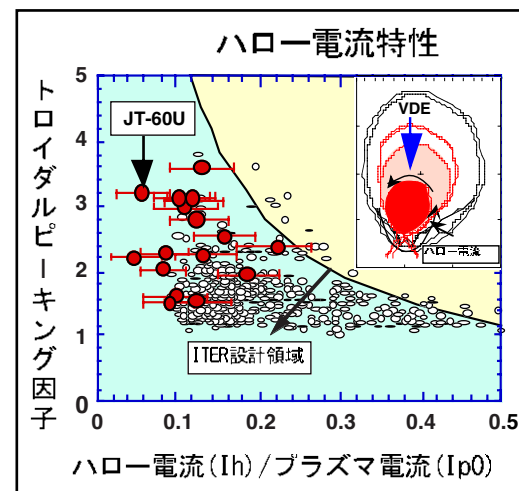 ハロー電流特性
トロイダルピーキング因子
5
4
3
2
1
0
JT-60U
VDE
ハロー電流
ITER設計領域
0 0.1 0.2 0.3 0.4 0.5
ハロー電流(Ih)/プラズマ電流(Ip0)